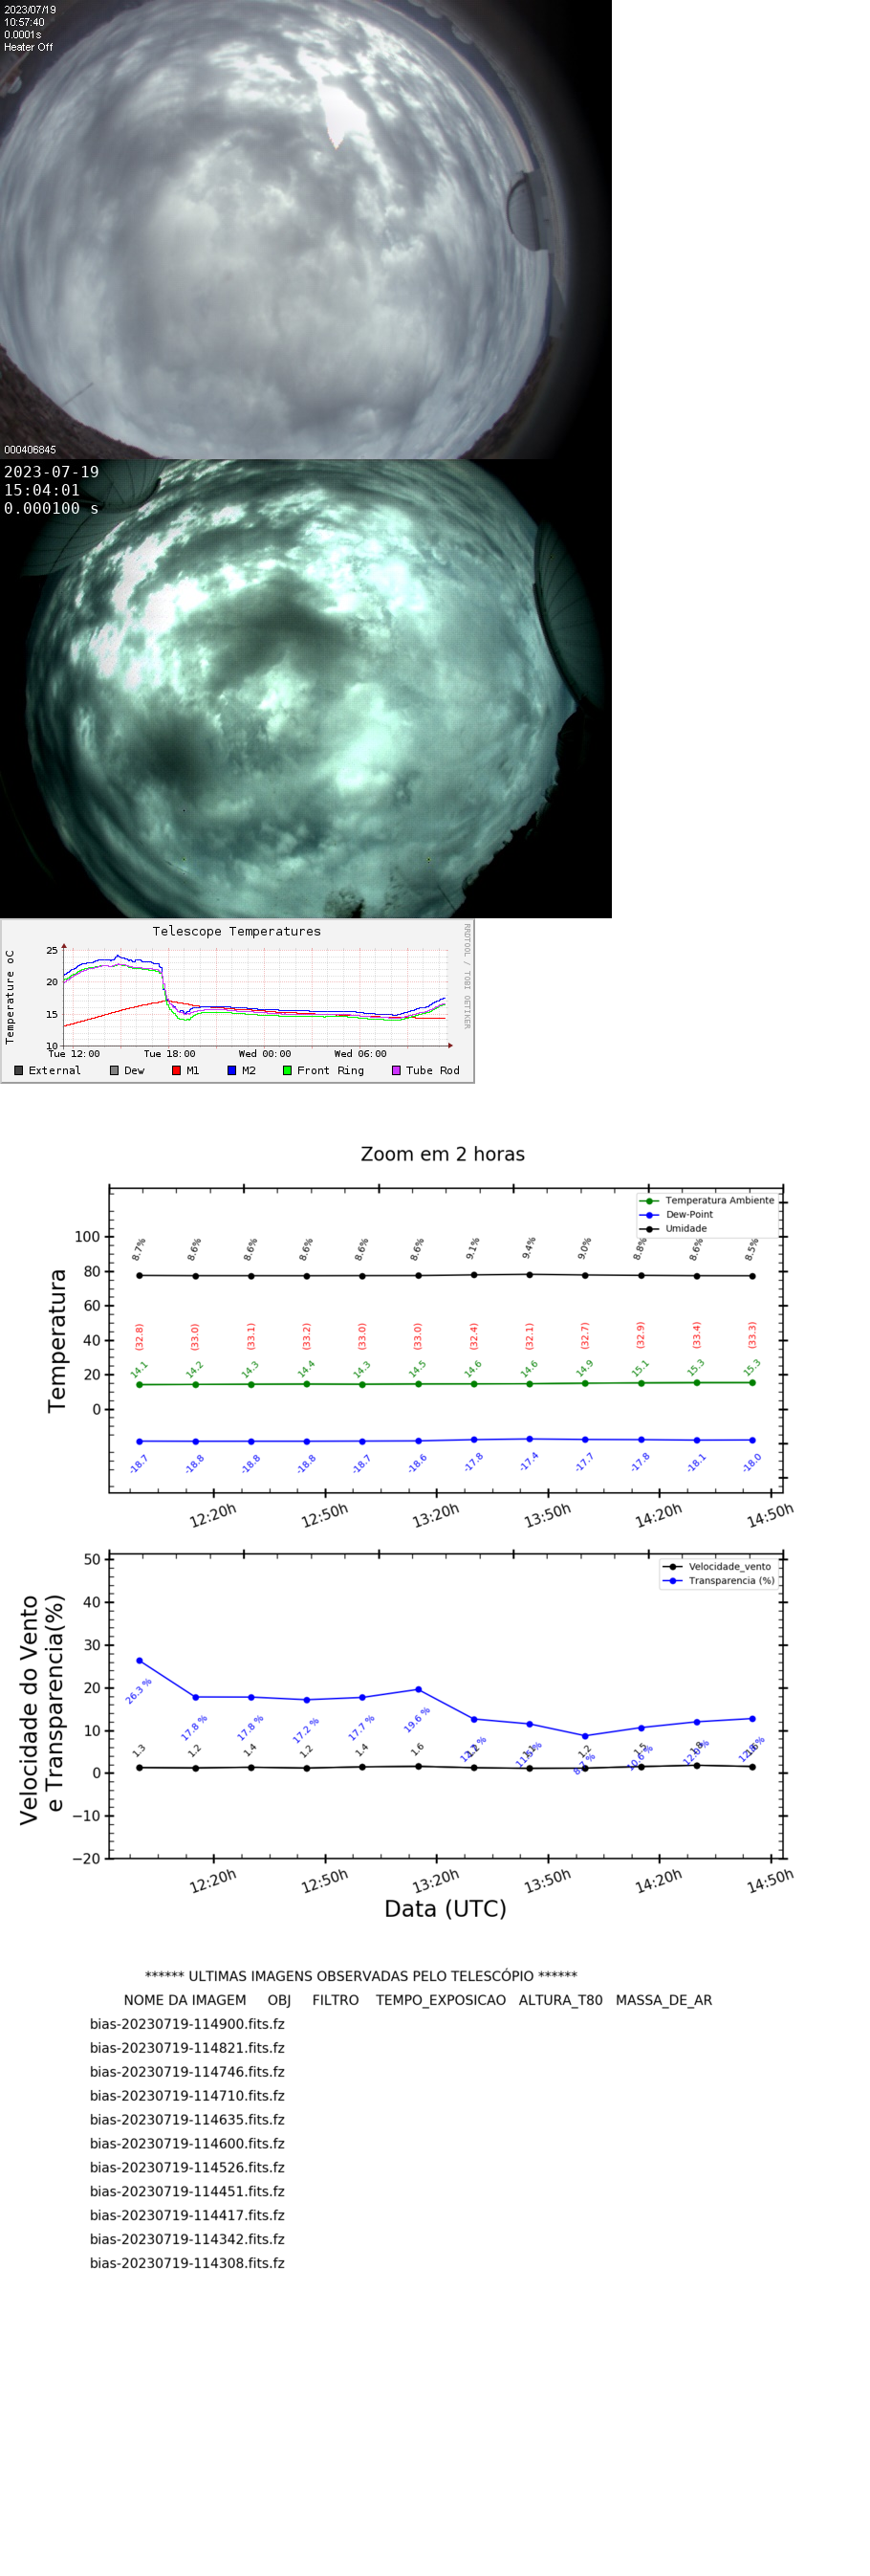 2023/07/19
10:57:40
0.0001s
Heater Off
000406845
2023-07-19
15:04:01
0.000100 s
Telescope Temperatures
RRDTOOL / TOBI OETIKER
Temperature oC
25
20
15
10
Tue 12:00 Tue 18:00 Wed 00:00 Wed 06:00
External Dew M1 M2 Front Ring Tube Rod
Zoom em 2 horas
Temperatura Ambiente
Dew-Point
Umidade
Temperatura
100
80
60
40
20
0
8.7% 8.6% 8.6% 8.6% 8.6% 8.6% 9.1% 9.4% 9.0% 8.8% 8.6% 8.5%
(32.8) (33.0) (33.1) (33.2) (33.0) (33.0) (32.4) (32.1) (32.7) (32.9) (33.4) (33.3)
14.1 14.2 14.3 14.4 14.3 14.5 14.6 14.6 14.9 15.1 15.3 15.3
-18.7 -18.8 -18.8 -18.8 -18.7 -18.6 -17.8 -17.4 -17.7 -17.8 -18.1 -18.0
12:20h 12:50h 13:20h 13:50h 14:20h 14:50h
Velocidade_vento
Transparencia (%)
Velocidade do Vento
e Transparencia(%)
50
40
30
20
10
0
−10
−20
26.3 % 17.8 % 17.8 % 17.2 % 17.7 % 19.6 %
1.3 1.2 1.4 1.2 1.4 1.6 1.2
12:20h 12:50h 13:20h 13:50h 14:20h 14:50h
Data (UTC)
****** ULTIMAS IMAGENS OBSERVADAS PELO TELESCÓPIO ******
NOME DA IMAGEM OBJ FILTRO TEMPO_EXPOSICAO ALTURA_T80 MASSA_DE_AR
bias-20230719-114900.fits.fz
bias-20230719-114821.fits.fz
bias-20230719-114746.fits.fz
bias-20230719-114710.fits.fz
bias-20230719-114635.fits.fz
bias-20230719-114600.fits.fz
bias-20230719-114526.fits.fz
bias-20230719-114451.fits.fz
bias-20230719-114417.fits.fz
bias-20230719-114342.fits.fz
bias-20230719-114308.fits.fz